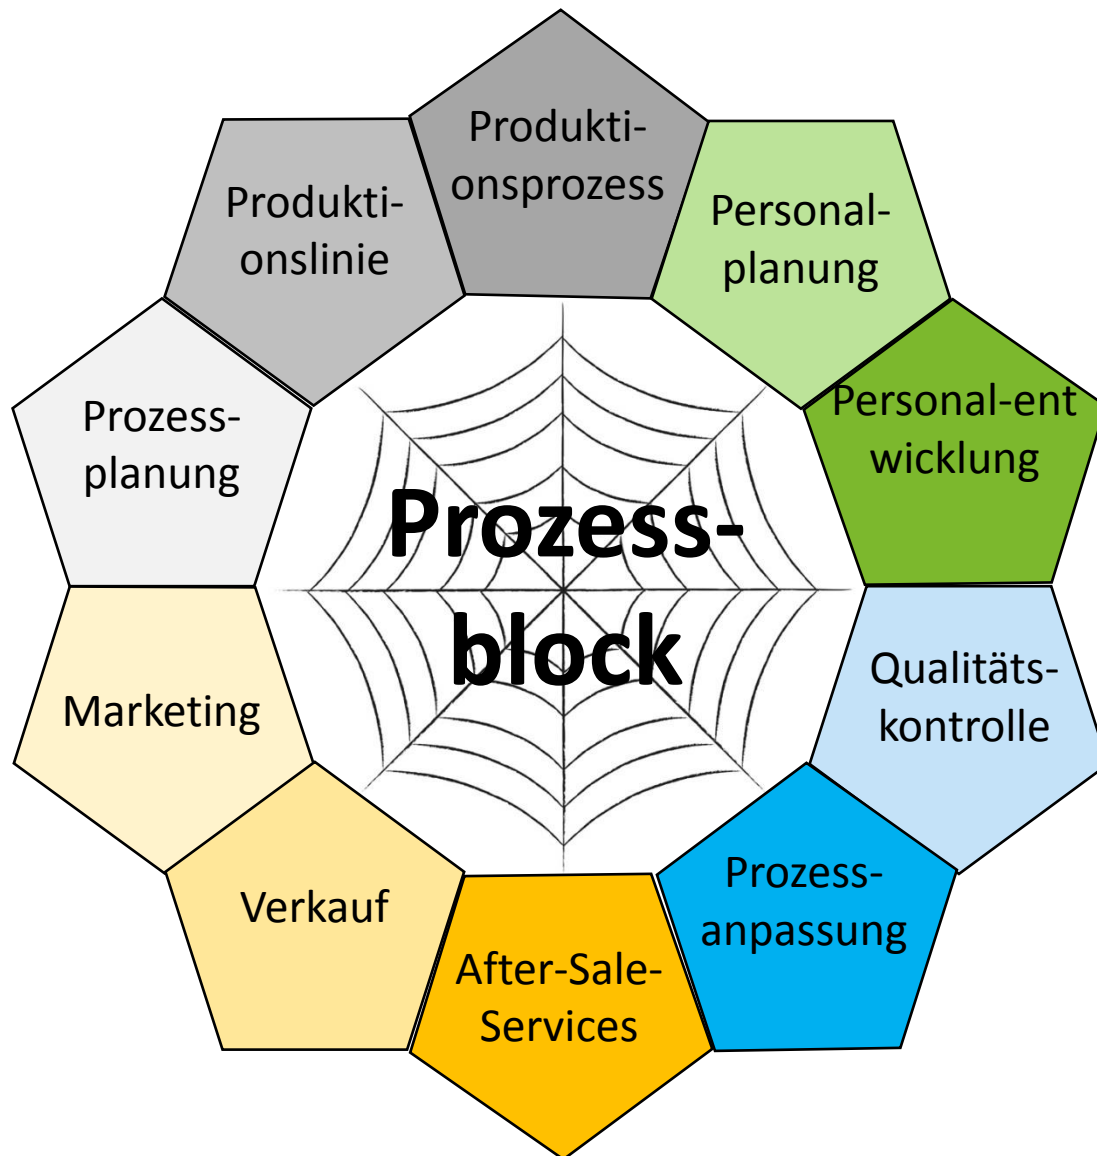 Produkti-
onsprozess
Personal-
planung
Personal-ent
wicklung
Qualitäts-
kontrolle
Prozess-
anpassung
After-Sale-
Services
Verkauf
Marketing
Prozess-
planung
Produkti-
onslinie
Prozess-
block